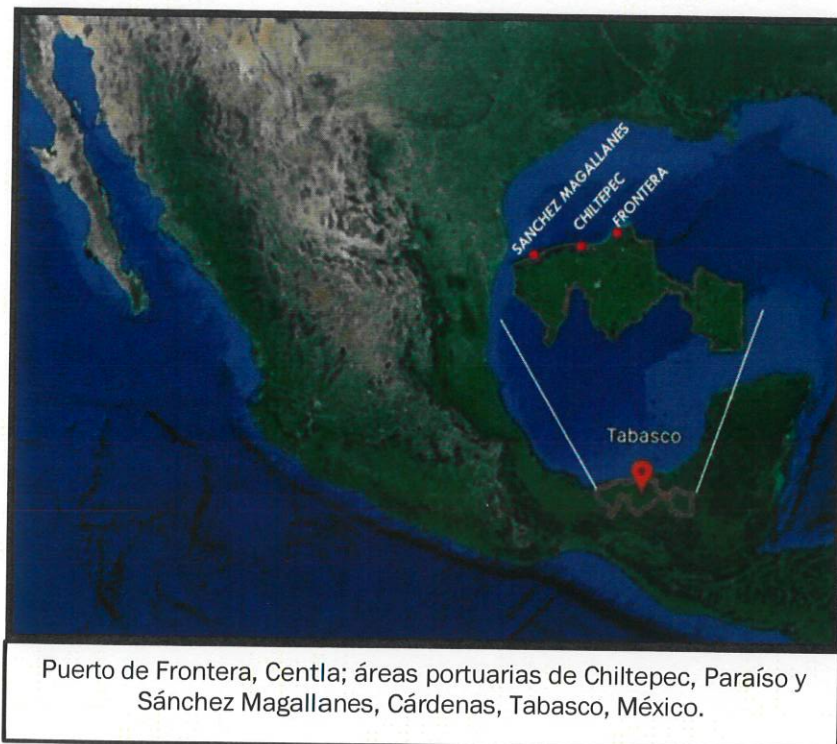 SANCHEZ MAGALLANES
CHILTEPEC
FRONTERA
Tabasco
Puerto de Frontera, Centla; áreas portuarias de Chiltepec, Paraíso y
Sánchez Magallanes, Cárdenas, Tabasco, México.